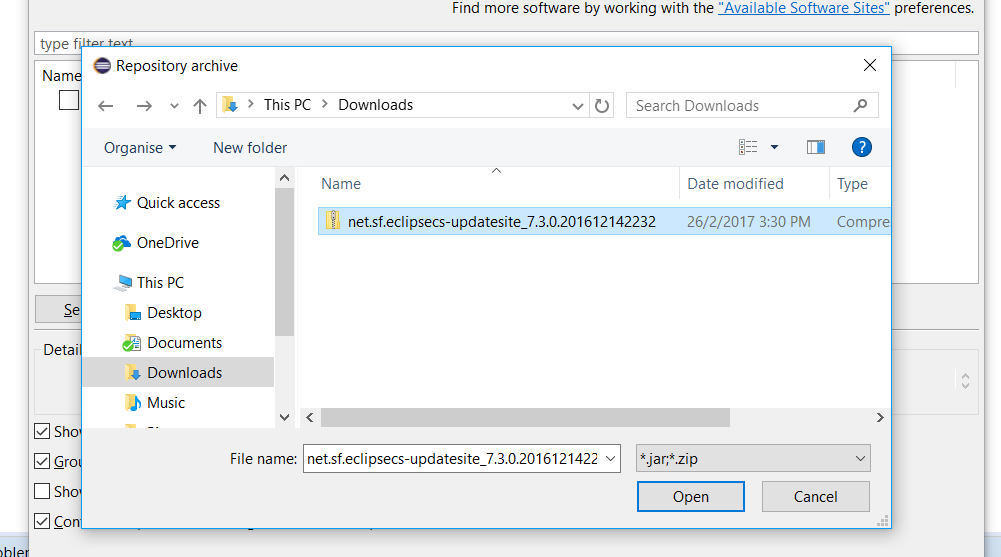 Find more software by working with the "Available Software Sites" preferences.
type filter text
Name
Repository archive
This PC > Downloads
Search Downloads
Organise
New folder
?
Name
Date modified
Type
Quick access
net.sf.eclipsecs-updatesite_7.3.0.201612142232
26/2/2017 3:30 PM
Compre
OneDrive
This PC
Desktop
Documents
Downloads
Music
Se
Detail
Show
Grou
Show
Con
File name:
net.sf.eclipsecs-updatesite_7.3.0.2016121422
*.jar;*.zip
Open
Cancel
oblen